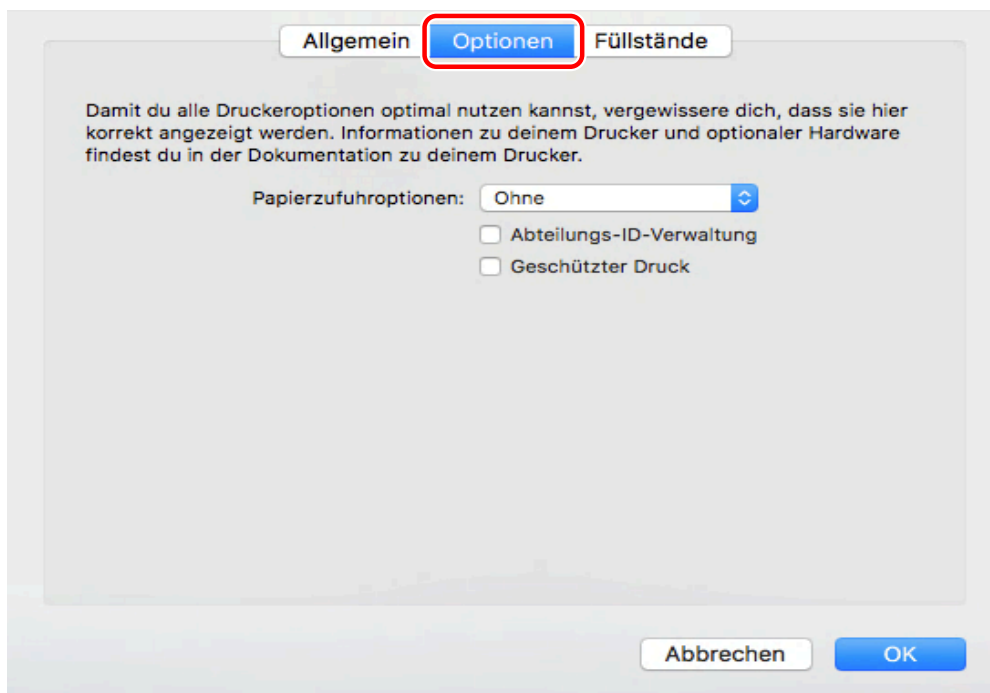 Allgemein Optionen Füllstände
Damit du alle Druckeroptionen optimal nutzen kannst, vergewissere dich, dass sie hier
korrekt angezeigt werden. Informationen zu deinem Drucker und optionaler Hardware
findest du in der Dokumentation zu deinem Drucker.
Papierzufuhroptionen: Ohne
Abteilungs-ID-Verwaltung
Geschützter Druck
Abbrechen OK